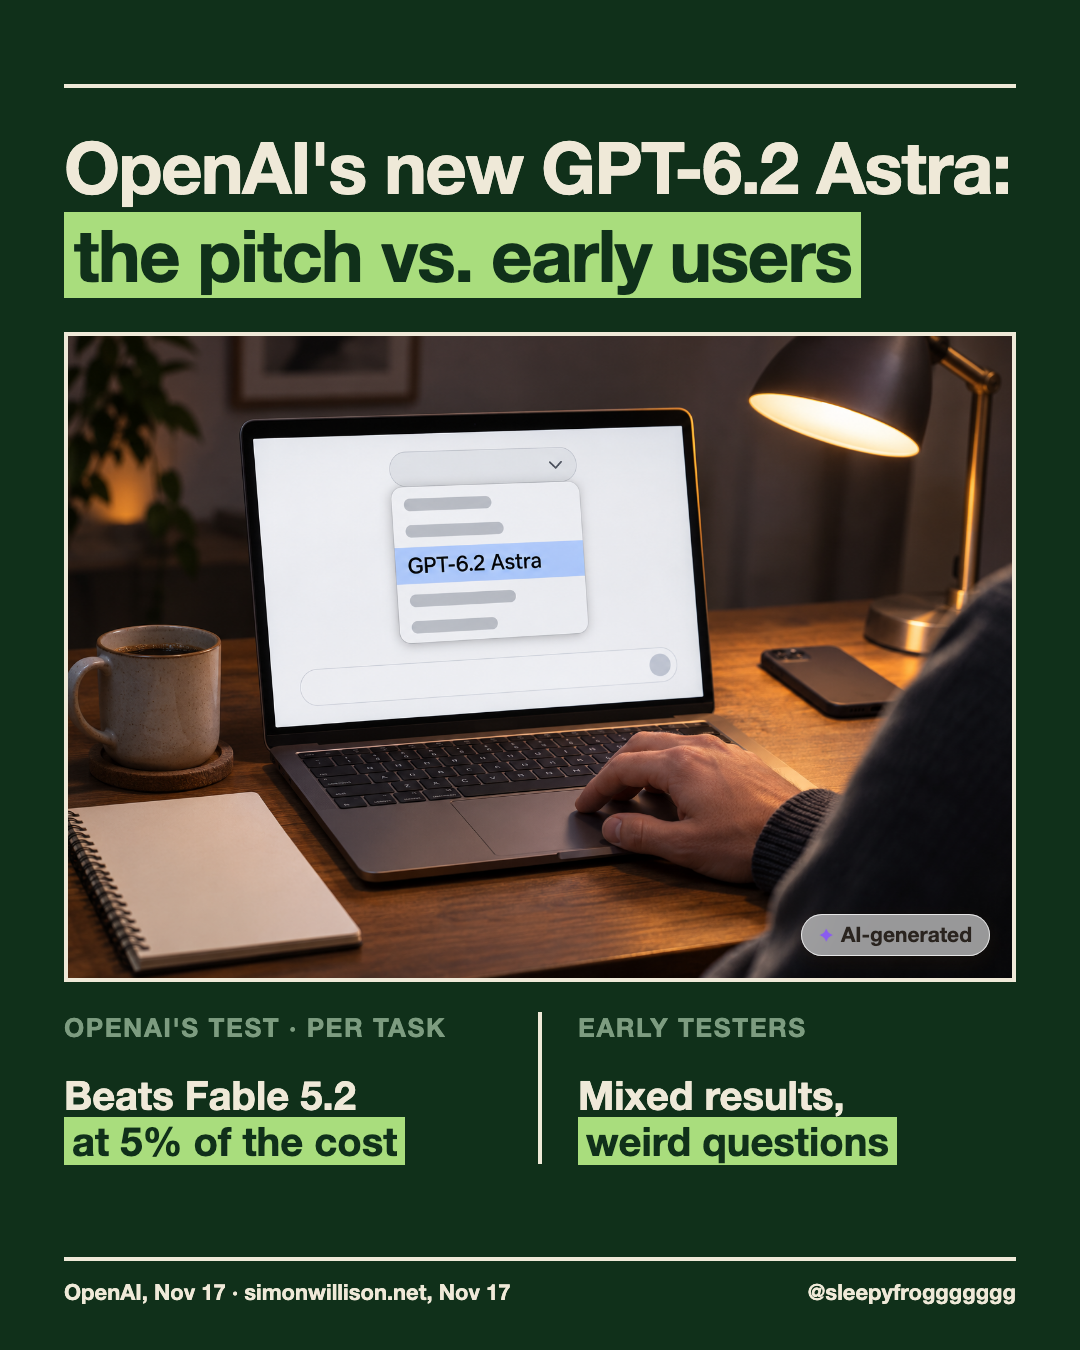 OpenAI's new GPT-6.2 Astra:
the pitch vs. early users
GPT-6.2 Astra
AI-generated
OPENAI'S TEST · PER TASK
Beats Fable 5.2
at 5% of the cost
EARLY TESTERS
Mixed results,
weird questions
OpenAI, Nov 17 · simonwillison.net, Nov 17
@sleepyfroggggggg